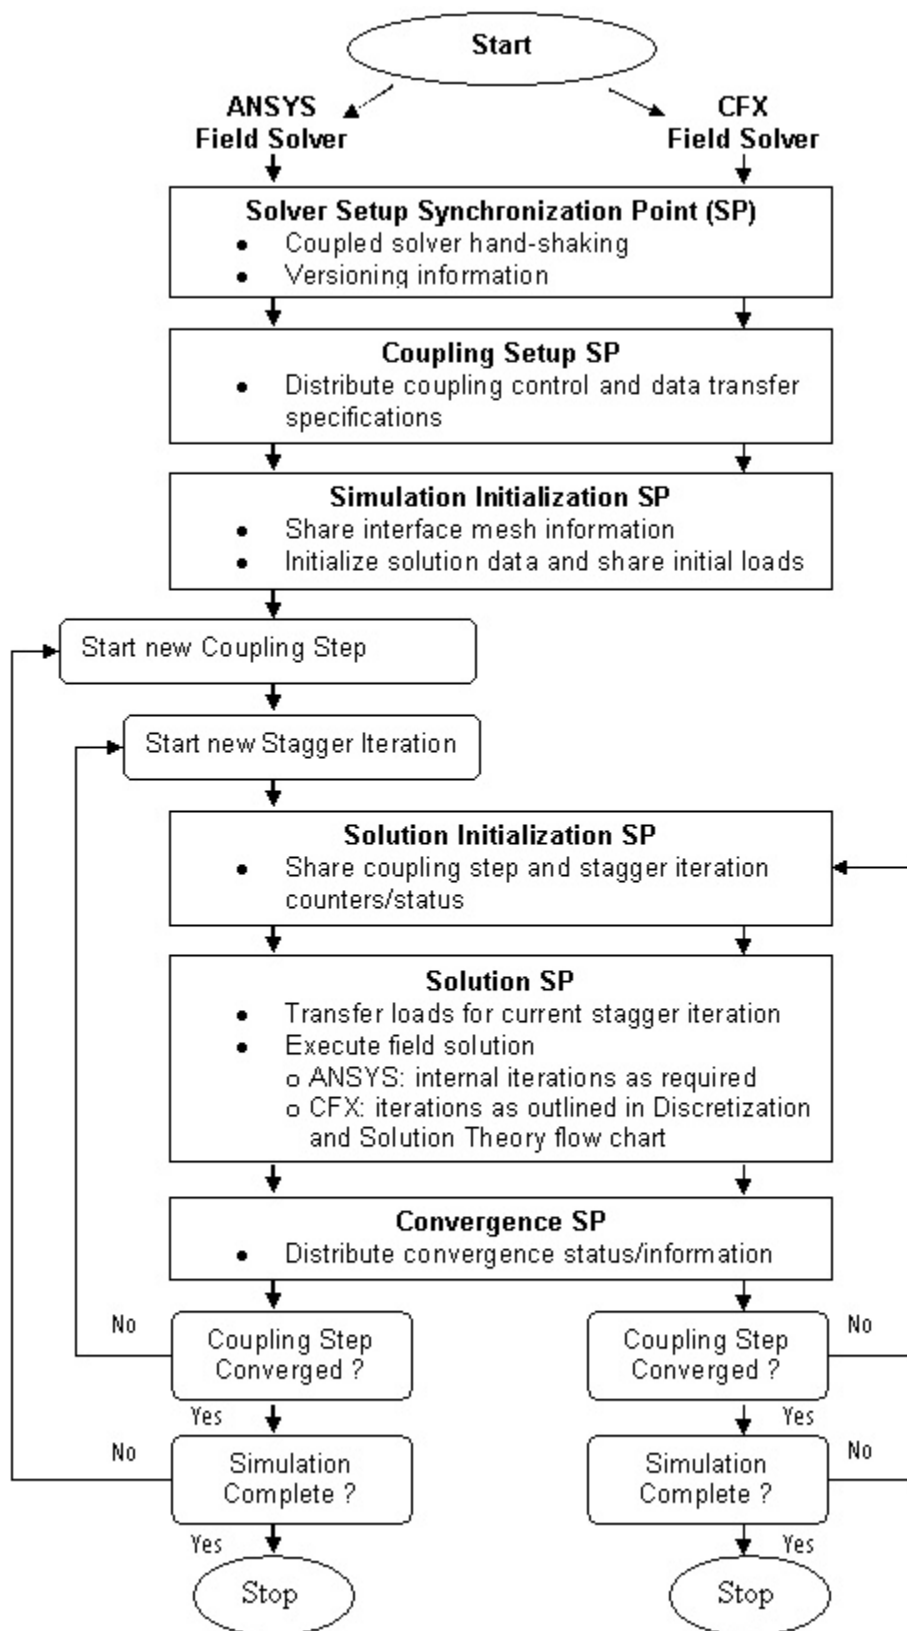 Start
ANSYS
Field Solver
CFX
Field Solver
Solver Setup Synchronization Point (SP)
● Coupled solver hand-shaking
● Versioning information
Coupling Setup SP
● Distribute coupling control and data transfer
specifications
Simulation Initialization SP
● Share interface mesh information
● Initialize solution data and share initial loads
Start new Coupling Step
Start new Stagger Iteration
Solution Initialization SP
● Share coupling step and stagger iteration
counters/status
Solution SP
● Transfer loads for current stagger iteration
● Execute field solution
o ANSYS: internal iterations as required
o CFX: iterations as outlined in Discretization
and Solution Theory flow chart
Convergence SP
● Distribute convergence status/information
No
Coupling Step
Converged ?
Yes
No
Simulation
Complete ?
Yes
Stop
Coupling Step
Converged ?
No
Yes
Simulation
Complete ?
No
Yes
Stop